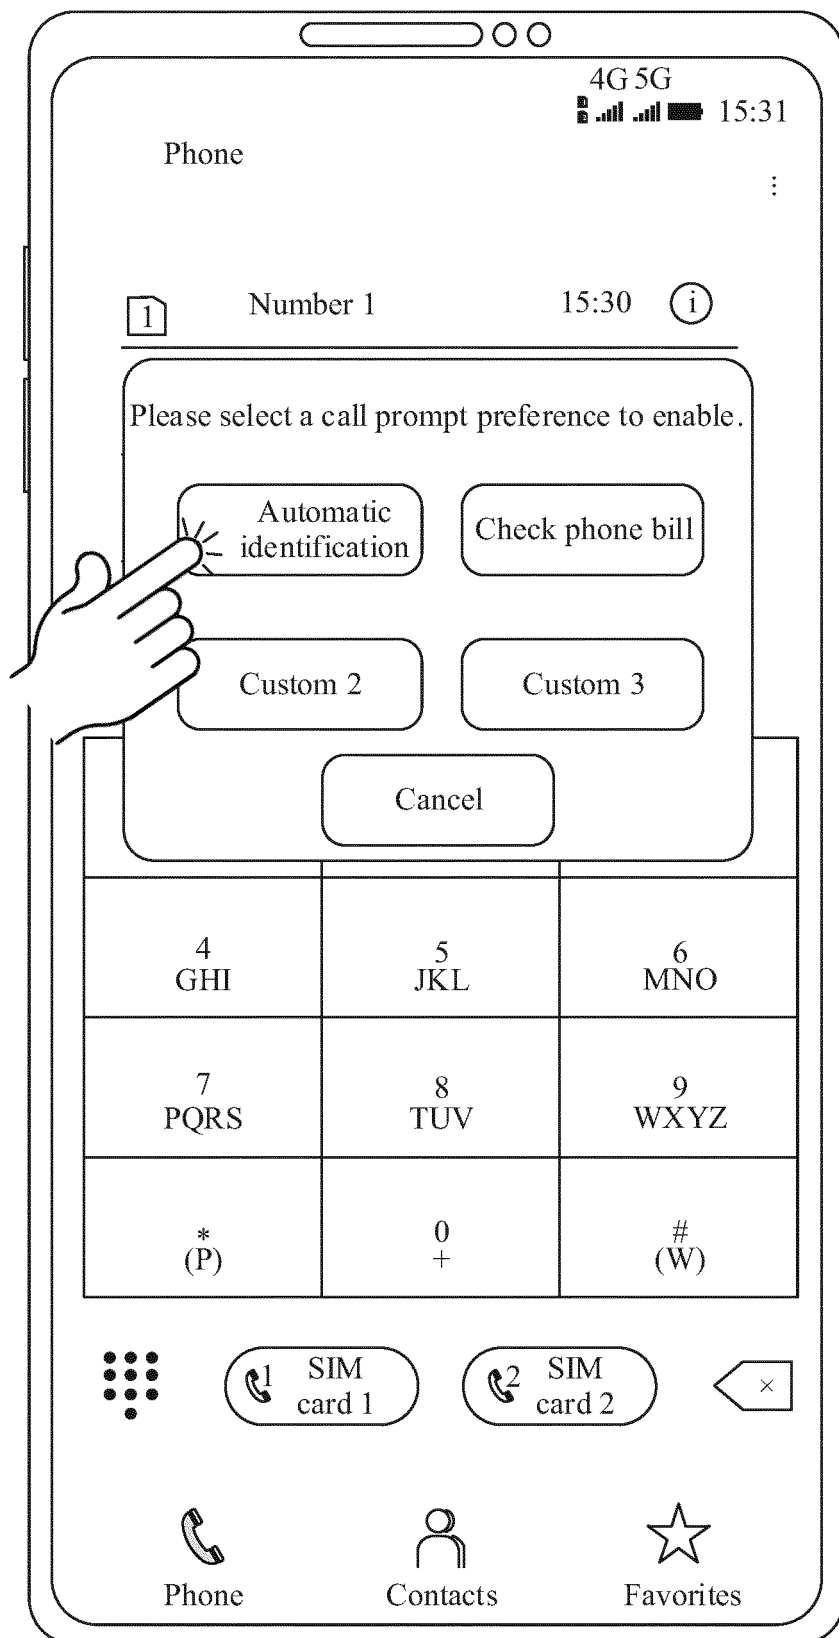 4G 5G
15:31
Phone
1 Number 1 15:30 i
Please select a call prompt preference to enable.
Automatic
identification
Check phone bill
Custom 2 Custom 3
Cancel
4 5 6
GHI JKL MNO
7 8 9
PQRS TUV WXYZ
* 0 #
(P) + (W)
1 SIM
card 1
2 SIM
card 2
×
Phone Contacts Favorites